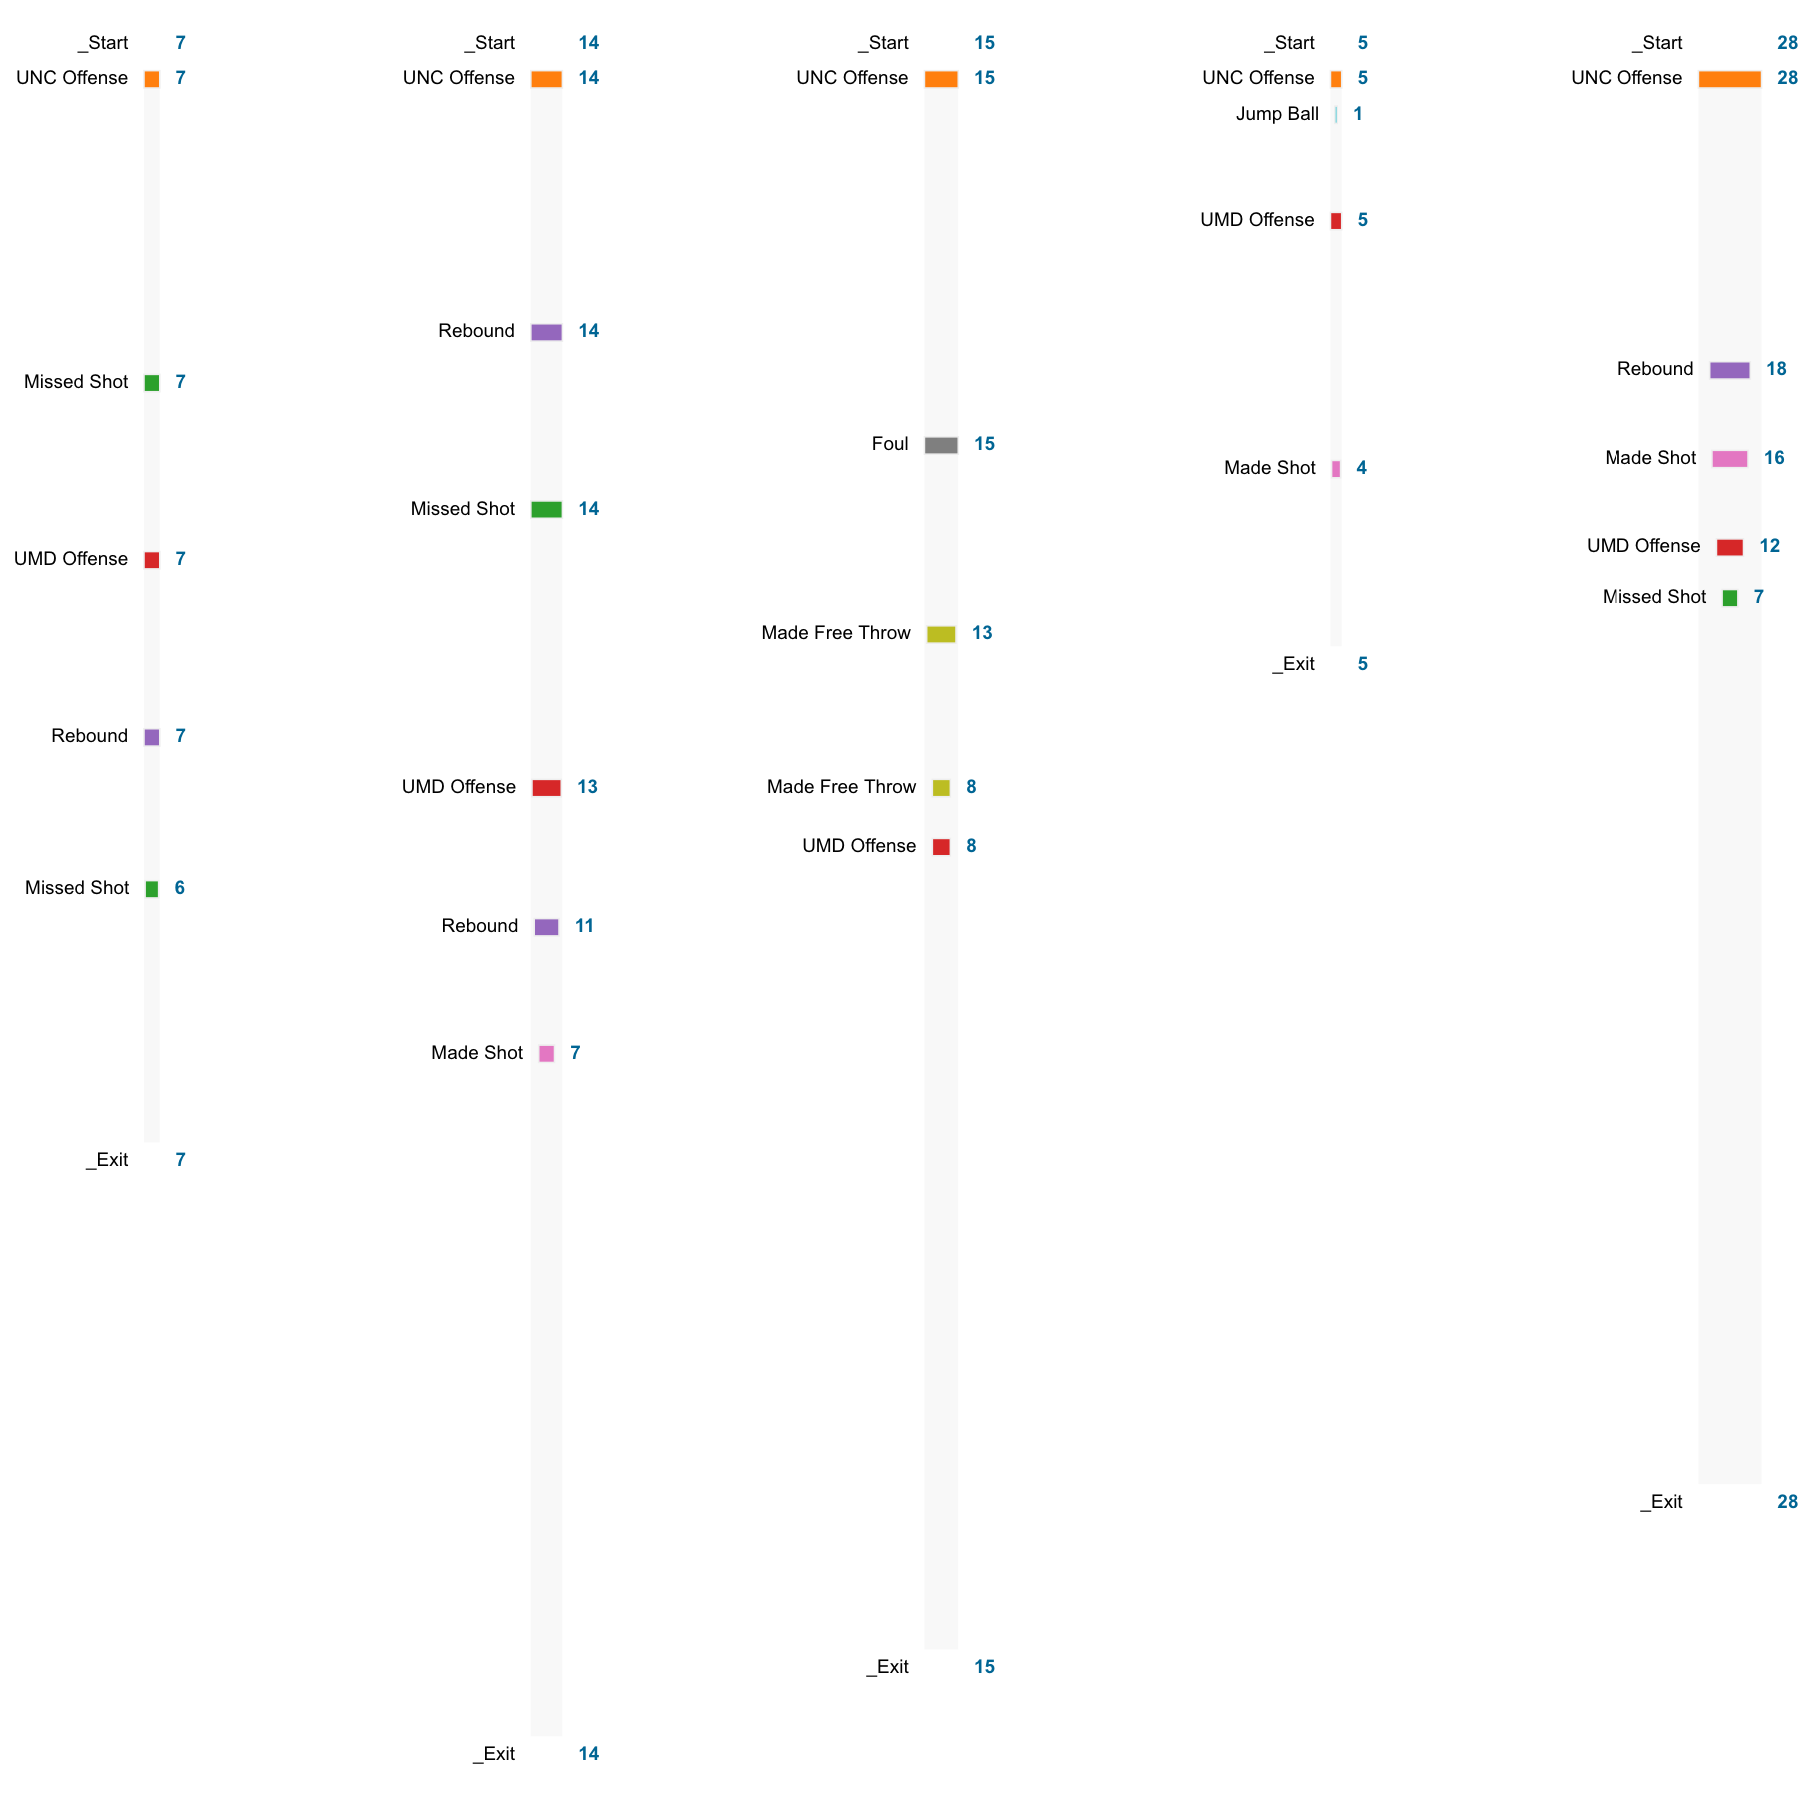 _Start 7
UNC Offense 7
Missed Shot 7
UMD Offense 7
Rebound 7
Missed Shot 6
_Exit 7
_Start 14
UNC Offense 14
Rebound 14
Missed Shot 14
UMD Offense 13
Rebound 11
Made Shot 7
_Exit 14
_Start 15
UNC Offense 15
Foul 15
Made Free Throw 13
Made Free Throw 8
UMD Offense 8
_Exit 15
_Start 5
UNC Offense 5
Jump Ball 1
UMD Offense 5
Made Shot 4
_Exit 5
_Start 28
UNC Offense 28
Rebound 18
Made Shot 16
UMD Offense 12
Missed Shot 7
_Exit 28